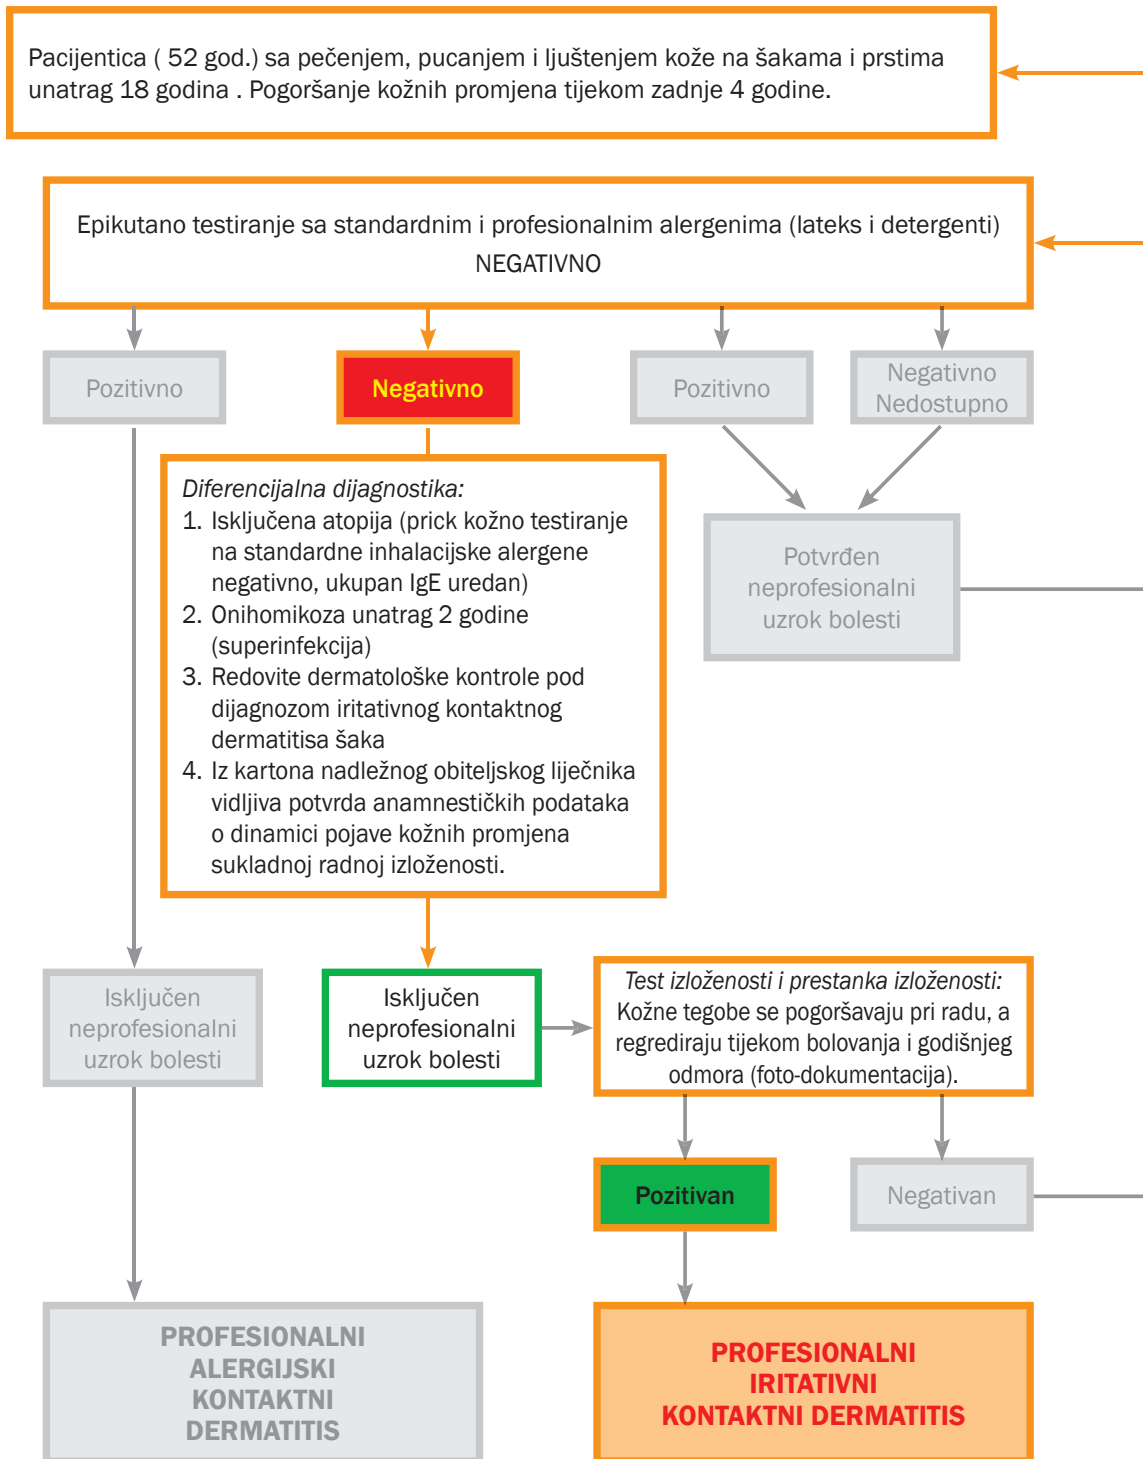 Pacijentica ( 52 god.) sa pečenjem, pucanjem i ljuštenjem kože na šakama i prstima
unatrag 18 godina . Pogoršanje kožnih promjena tijekom zadnje 4 godine.
Epikutano testiranje sa standardnim i profesionalnim alergenima (lateks i detergenti)
NEGATIVNO
Pozitivno
Negativno
Pozitivno
Negativno
Nedostupno
Diferencijalna dijagnostika:
1. Isključena atopija (prick kožno testiranje
na standardne inhalacijske alergene
negativno, ukupan IgE uredan)
2. Onihomikoza unatrag 2 godine
(superinfekcija)
3. Redovite dermatološke kontrole pod
dijagnozom iritativnog kontaktnog
dermatitisa šaka
4. Iz kartona nadležnog obiteljskog liječnika
vidljiva potvrda anamnestičkih podataka
o dinamici pojave kožnih promjena
sukladnoj radnoj izloženosti.
Potvrđen
neprofesionalni
uzrok bolesti
Isključen
neprofesionalni
uzrok bolesti
Isključen
neprofesionalni
uzrok bolesti
Test izloženosti i prestanka izloženosti:
Kožne tegobe se pogoršavaju pri radu, a
regrediraju tijekom bolovanja i godišnjeg
odmora (foto-dokumentacija).
Pozitivan
Negativan
PROFESIONALNI
ALERGIJSKI
KONTAKTNI
DERMATITIS
PROFESIONALNI
IRITATIVNI
KONTAKTNI DERMATITIS